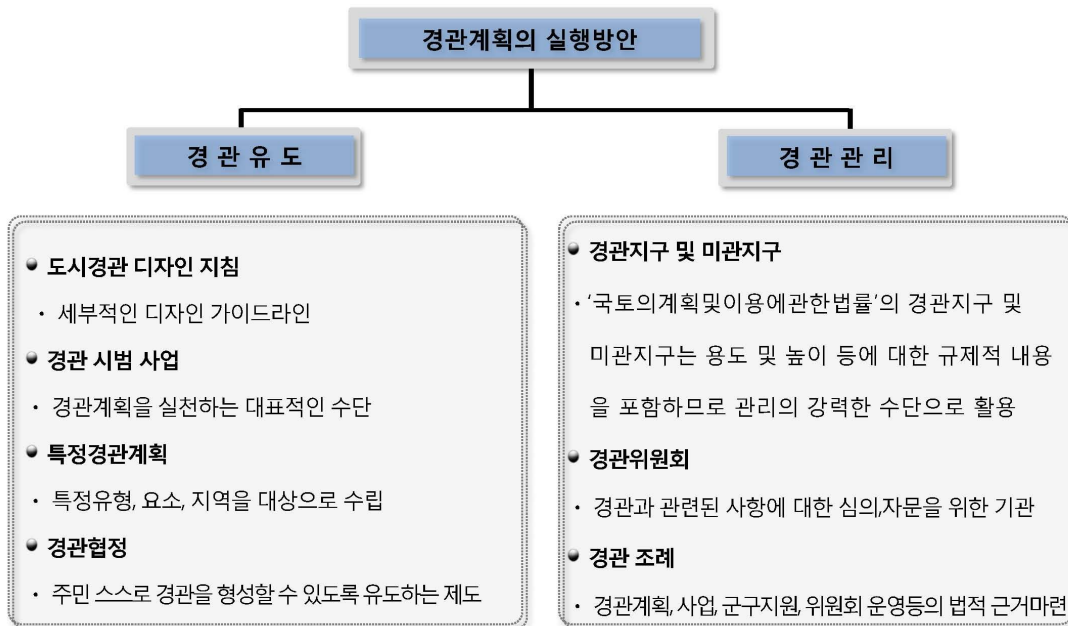 경관계획의 실행방안
경 관 유 도
● 도시경관 디자인 지침
· 세부적인 디자인 가이드라인
● 경관 시범 사업
· 경관계획을 실천하는 대표적인 수단
● 특정경관계획
· 특정유형, 요소, 지역을 대상으로 수립
● 경관협정
· 주민 스스로 경관을 형성할 수 있도록 유도하는 제도
경 관 관 리
● 경관지구 및 미관지구
· ‘국토의계획및이용에관한법률’의 경관지구 및
미관지구는 용도 및 높이 등에 대한 규제적 내용
을 포함하므로 관리의 강력한 수단으로 활용
● 경관위원회
· 경관과 관련된 사항에 대한 심의,자문을 위한 기관
● 경관 조례
· 경관계획, 사업, 군구지원, 위원회 운영등의 법적 근거마련